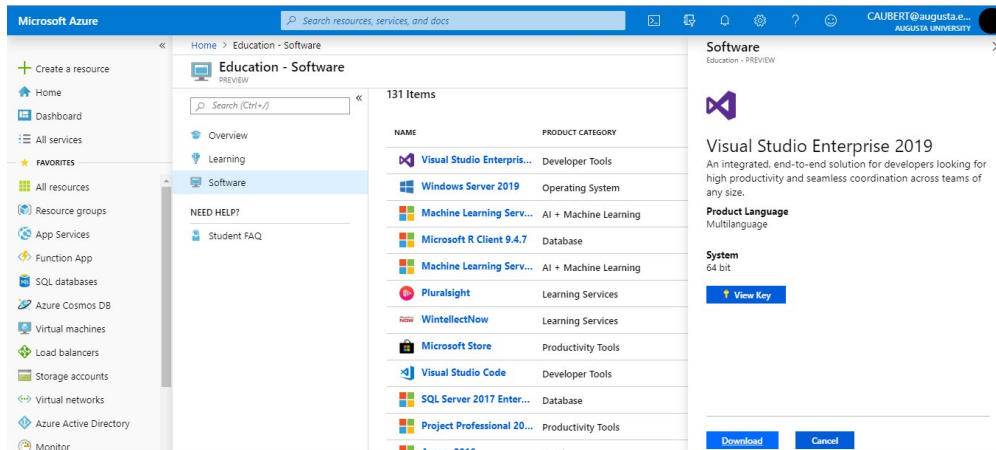 Microsoft Azure
Search resources, services, and docs
CAUBERT@augusta.e...
AUGUSTA UNIVERSITY
Create a resource
Home
Dashboard
All services
FAVORITES
All resources
Resource groups
App Services
Function App
SQL databases
Azure Cosmos DB
Virtual machines
Load balancers
Storage accounts
Virtual networks
Azure Active Directory
Monitor
Home > Education - Software
Education - Software
PREVIEW
Search (Ctrl+/)
Overview
Learning
Software
NEED HELP?
Student FAQ
131 Items
NAME PRODUCT CATEGORY
Visual Studio Enterpris... Developer Tools
Windows Server 2019 Operating System
Machine Learning Serv... AI + Machine Learning
Microsoft R Client 9.4.7 Database
Machine Learning Serv... AI + Machine Learning
Pluralsight Learning Services
WintellectNow Learning Services
Microsoft Store Productivity Tools
Visual Studio Code Developer Tools
SQL Server 2017 Enter... Database
Project Professional 20... Productivity Tools
Software
Education - PREVIEW
Visual Studio Enterprise 2019
An integrated, end-to-end solution for developers looking for
high productivity and seamless coordination across teams of
any size.
Product Language
Multilanguage
System
64 bit
View Key
Download Cancel